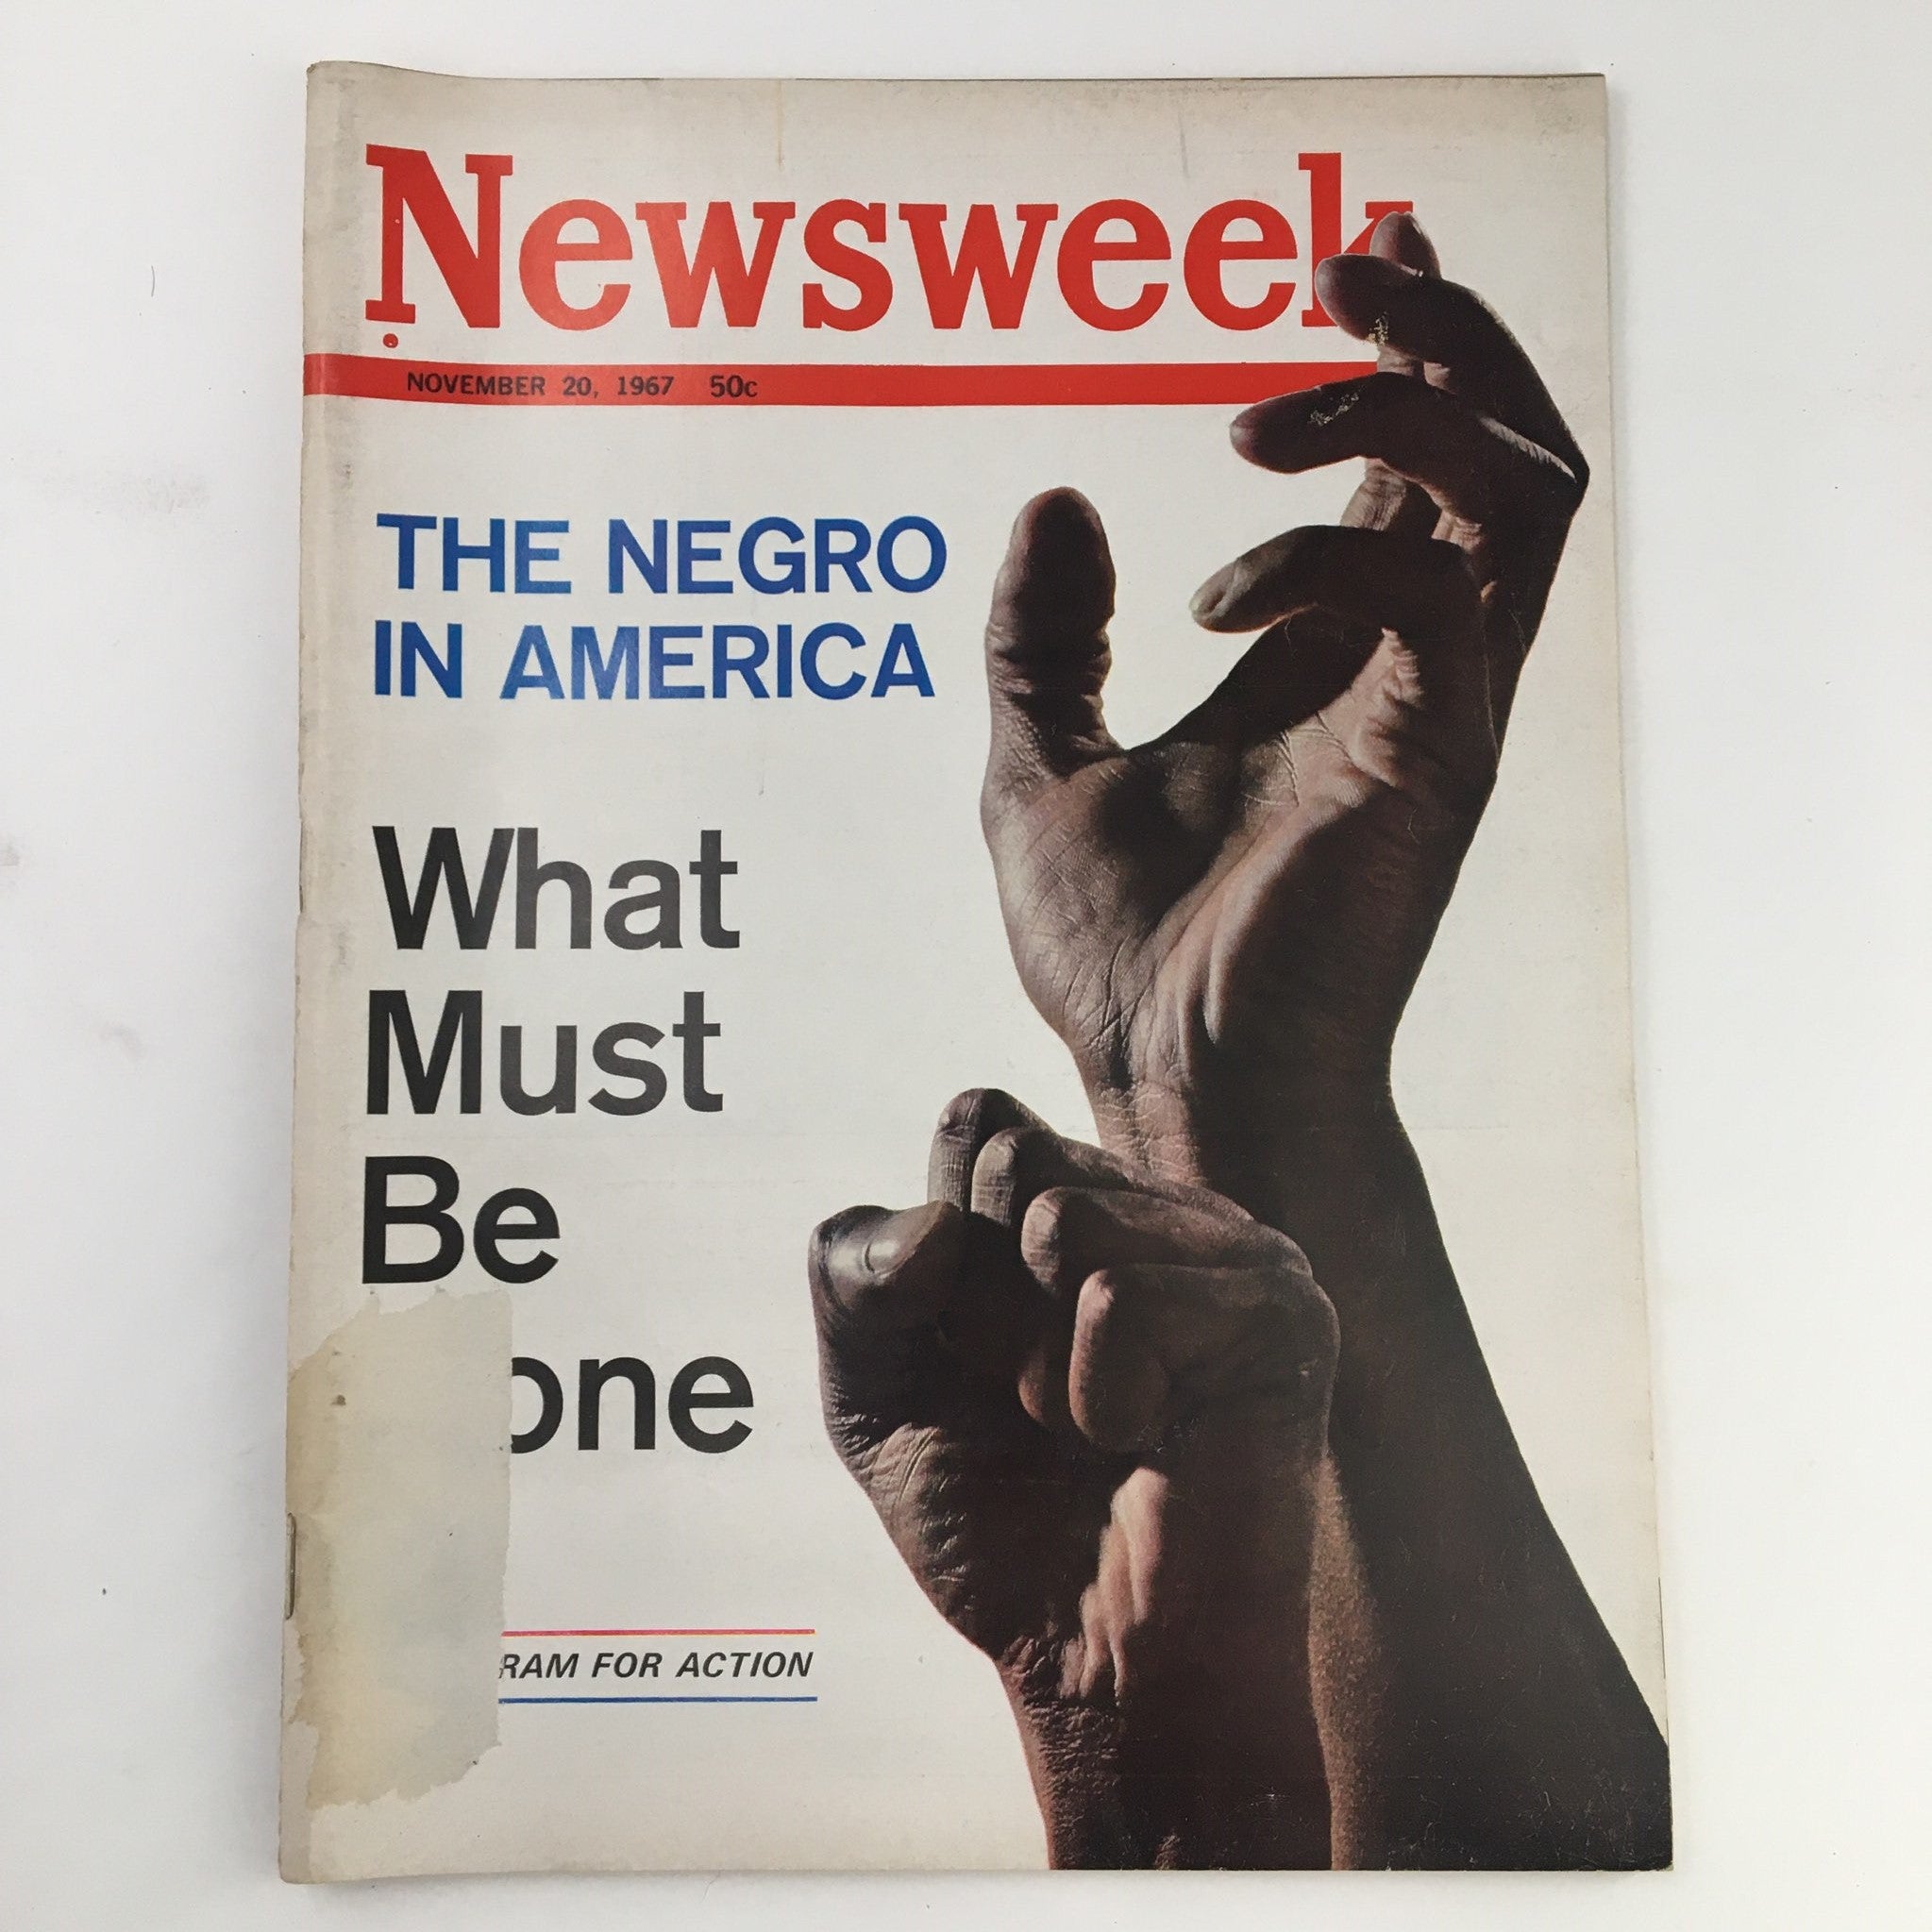 Newsweek
NOVEMBER 20, 1967 50c
THE NEGRO
IN AMERICA
What
Must
Be
one
RAM FOR ACTION